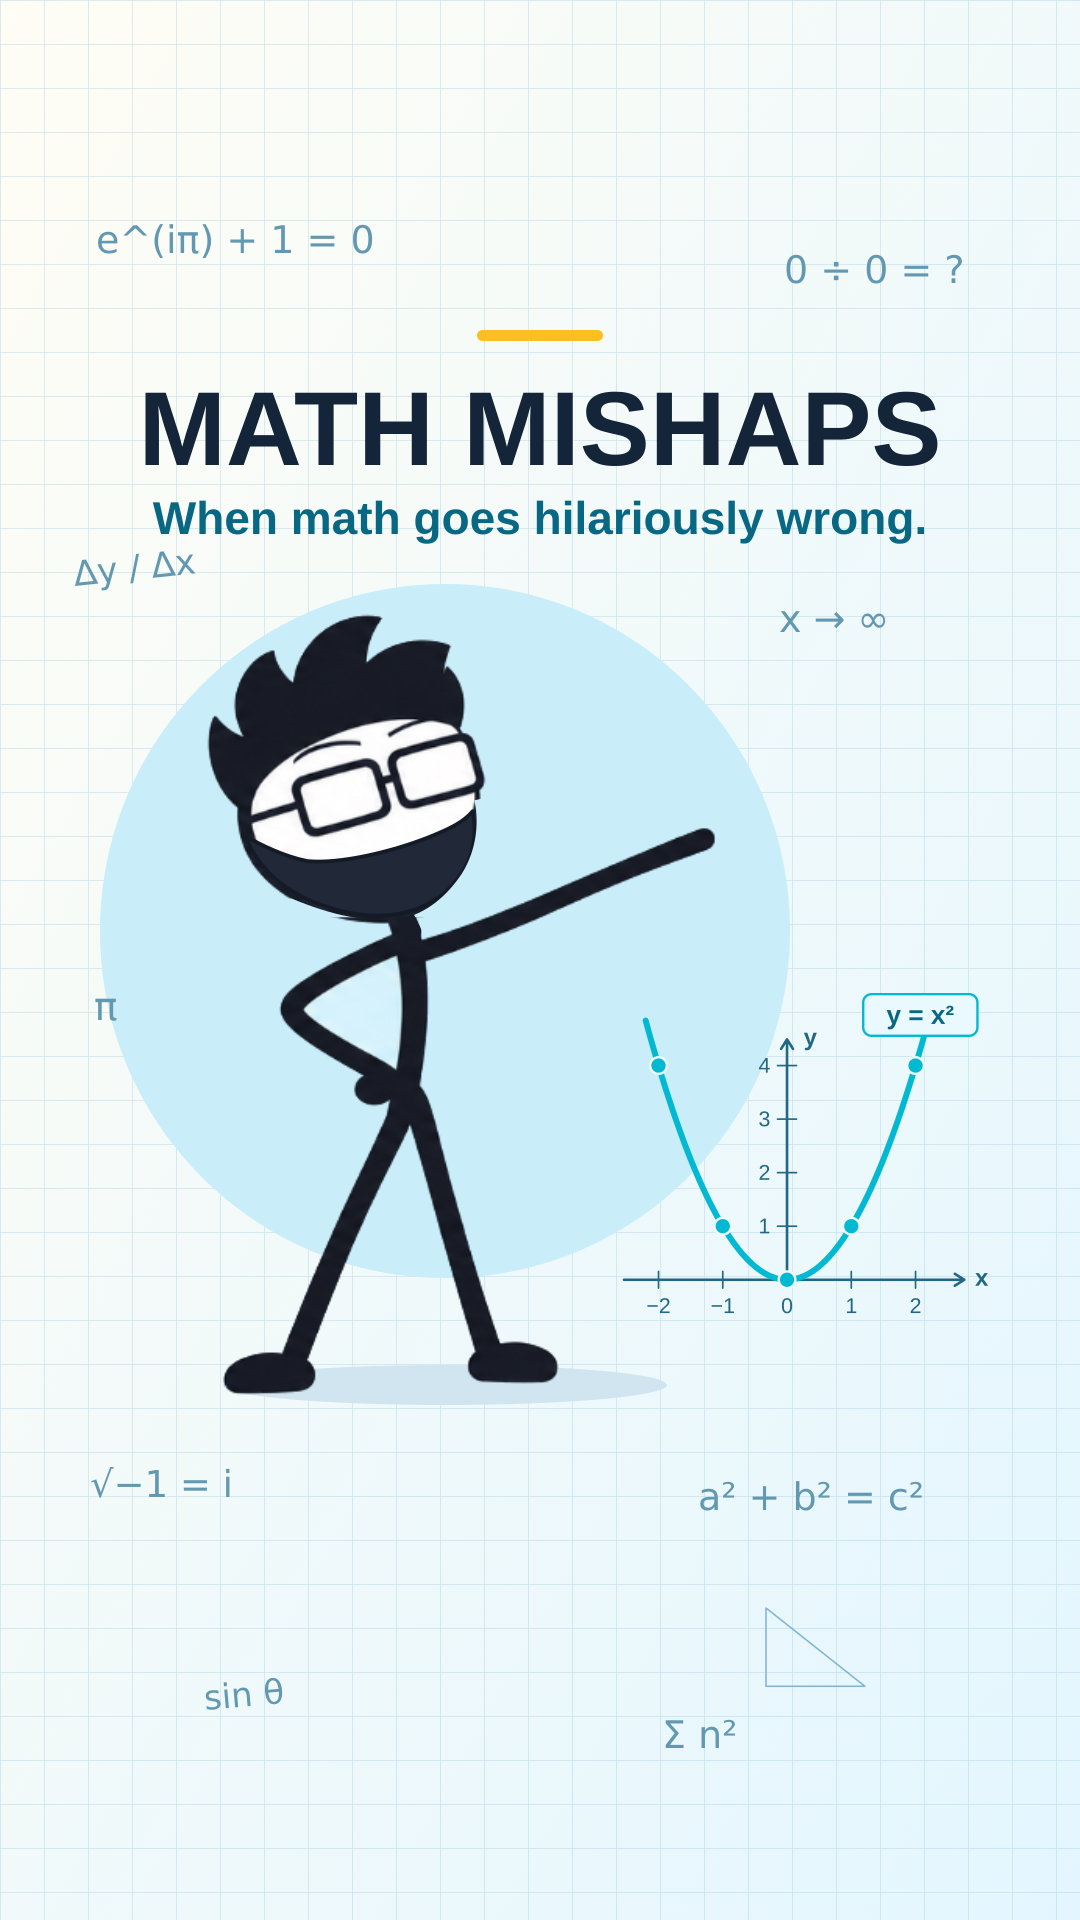 e^(iπ) + 1 = 0
0 ÷ 0 = ?
MATH MISHAPS
When math goes hilariously wrong.
Δy / Δx
x → ∞
π
y = x²
y
4
3
2
1
x
−2 −1 0 1 2
√−1 = i
a² + b² = c²
sin θ
Σ n²